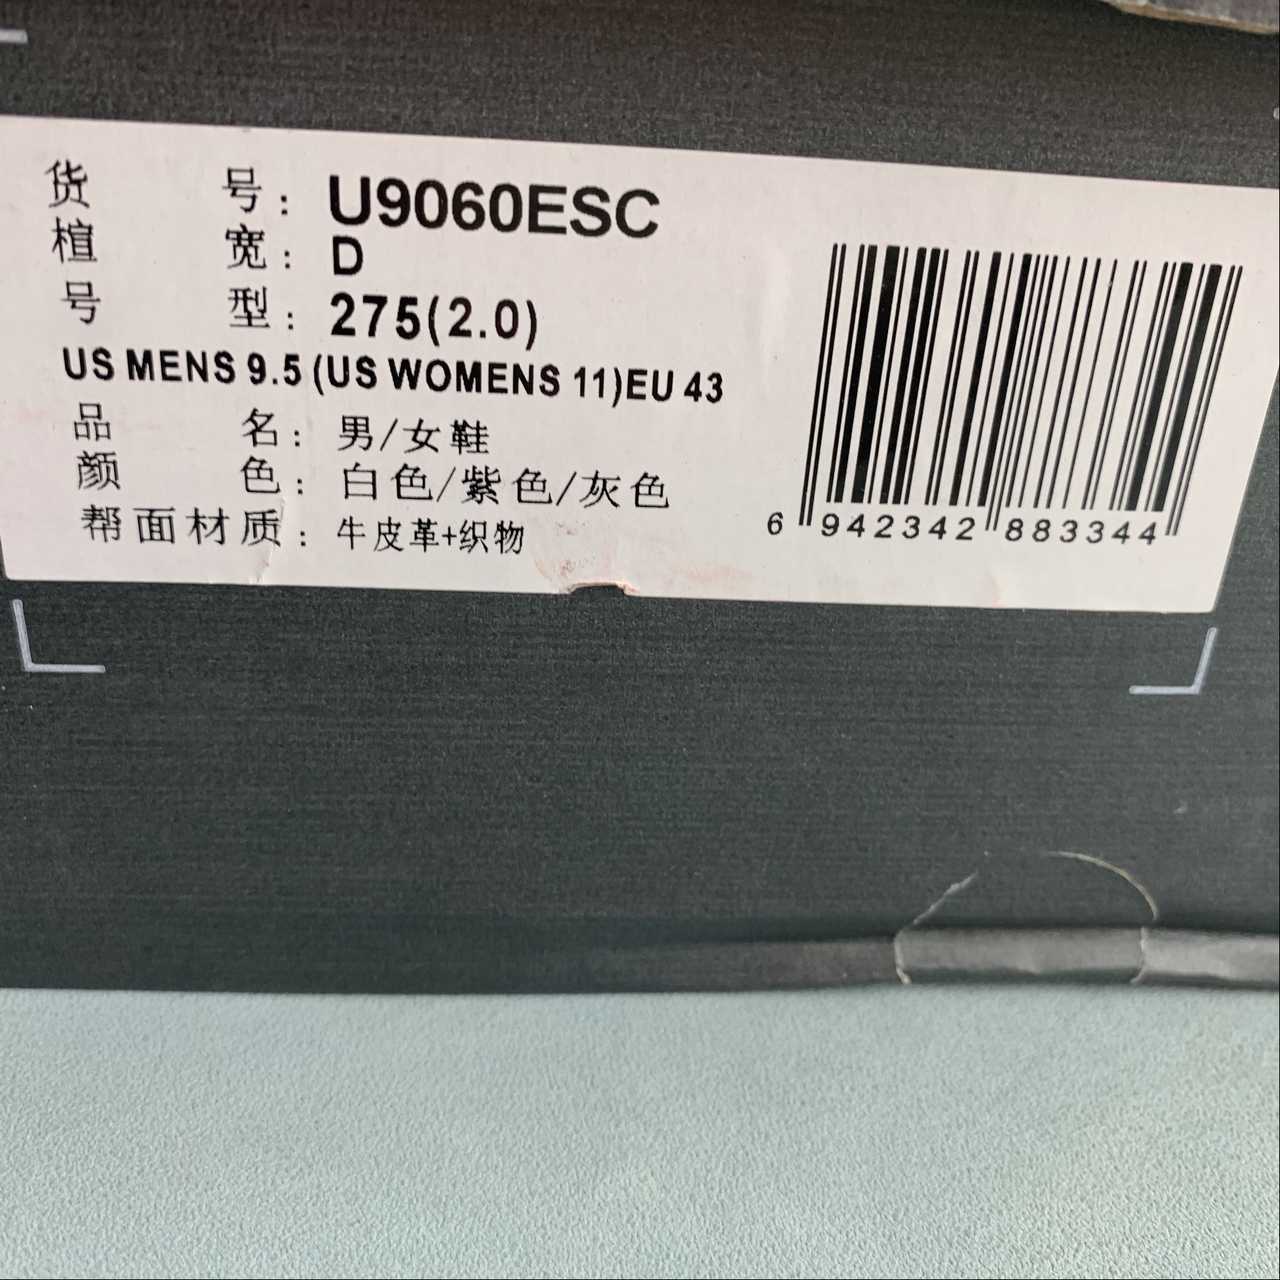 货 号： U9060ESC
楦 宽： D
号 型： 275(2.0)
US MENS 9.5 (US WOMENS 11)EU 43
品 名： 男/女鞋
颜 色： 白色/紫色/灰色
帮面材质： 牛皮革+织物
6 942342 883344